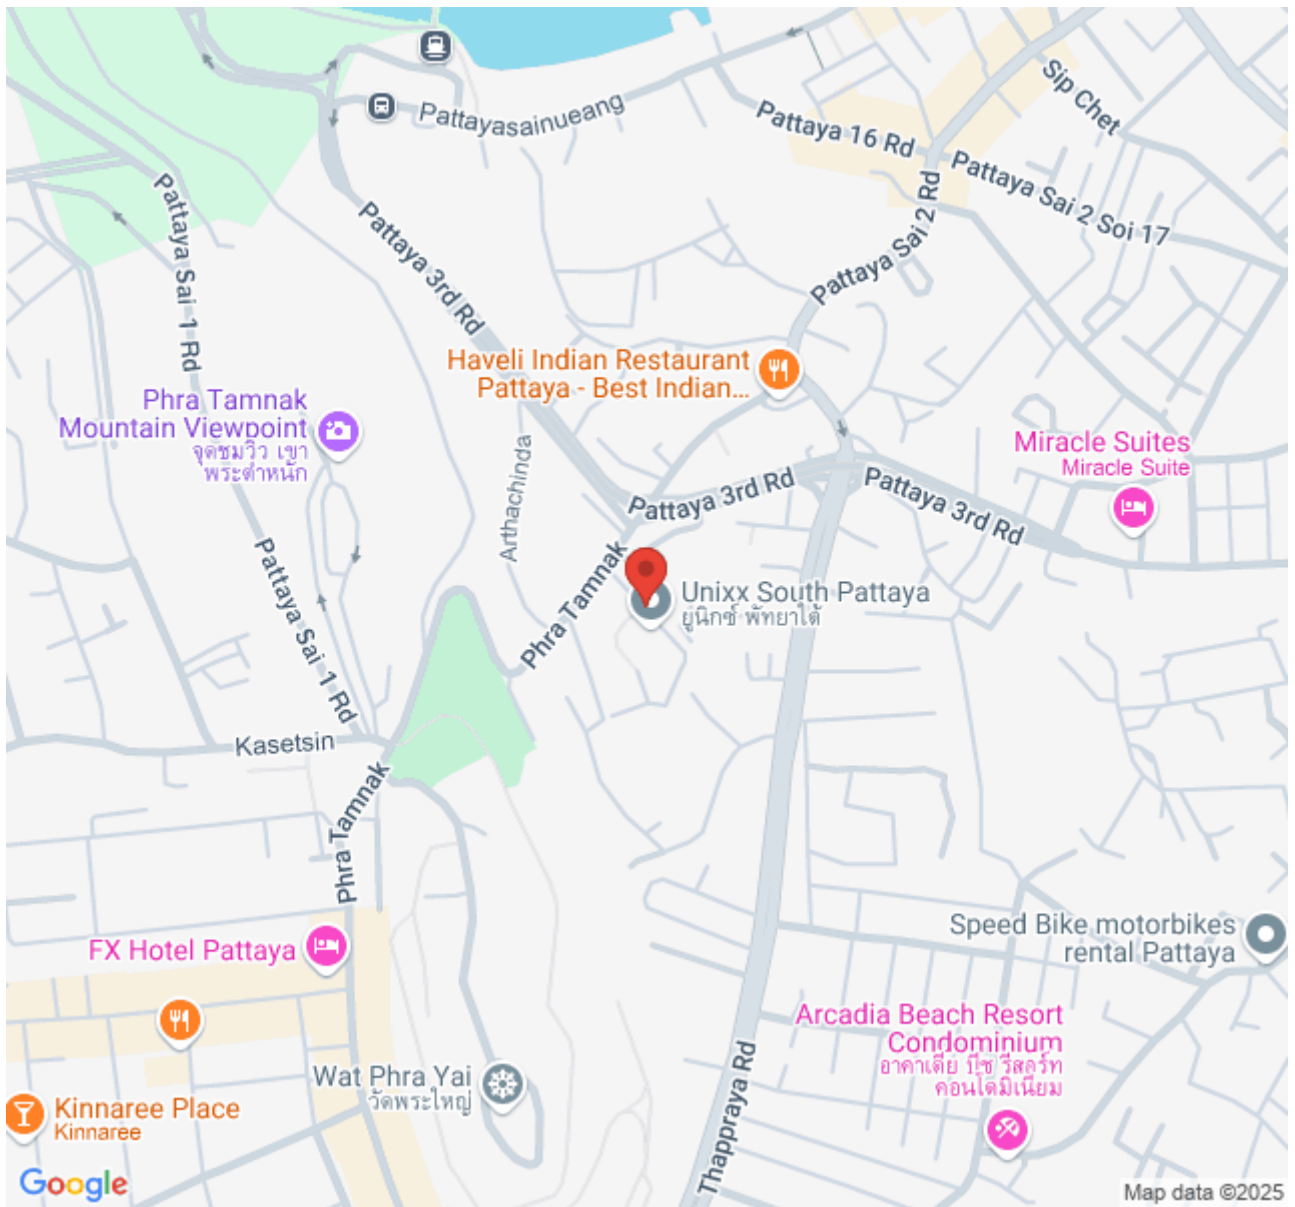 Sip Chet
Pattayasainueang
Pattaya 16 Rd
Pattaya Sai 2 Soi 17
Pattaya Sai 2 Rd
Pattaya Sai 1 Rd
Pattaya 3rd Rd
Haveli Indian Restaurant
Pattaya - Best Indian...
Phra Tamnak
Mountain Viewpoint
จุดชมวิว เขา
พระตำหนัก
Arthachinda
Miracle Suites
Miracle Suite
Pattaya 3rd Rd
Pattaya 3rd Rd
Phra Tamnak
Unixx South Pattaya
ยูนิกซ์ พัทยาใต้
Pattaya Sai 1 Rd
Kasetsin
Phra Tamnak
FX Hotel Pattaya
Speed Bike motorbikes
rental Pattaya
Arcadia Beach Resort
Condominium
อาคาเดีย บีช รีสอร์ท
คอนโดมิเนียม
Wat Phra Yai
วัดพระใหญ่
Thappraya Rd
Kinnaree Place
Kinnaree
Google
Map data ©2025